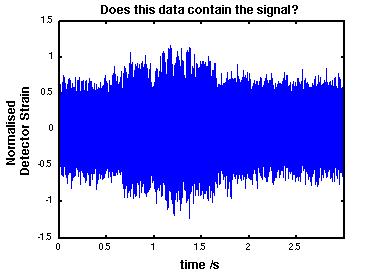 Does this data contain the signal?
1.5
1
0.5
0
-0.5
-1
-1.5
Normalised
Detector Strain
0 0.5 1 1.5 2 2.5
time /s